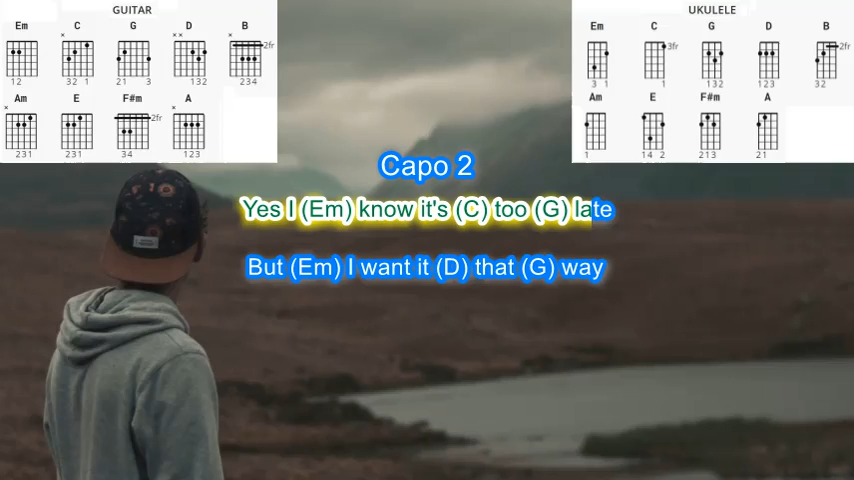 GUITAR
Em C G D B
x xx x
2fr
12 32 1 21 3 132 234
Am E F#m A
x x
2fr
231 231 34 123
UKULELE
Em C G D B
3fr 2fr
3 1 1 132 123 32
Am E F#m A
1 14 2 213 21
Capo 2
Yes I (Em) know it's (C) too (G) late
But (Em) I want it (D) that (G) way